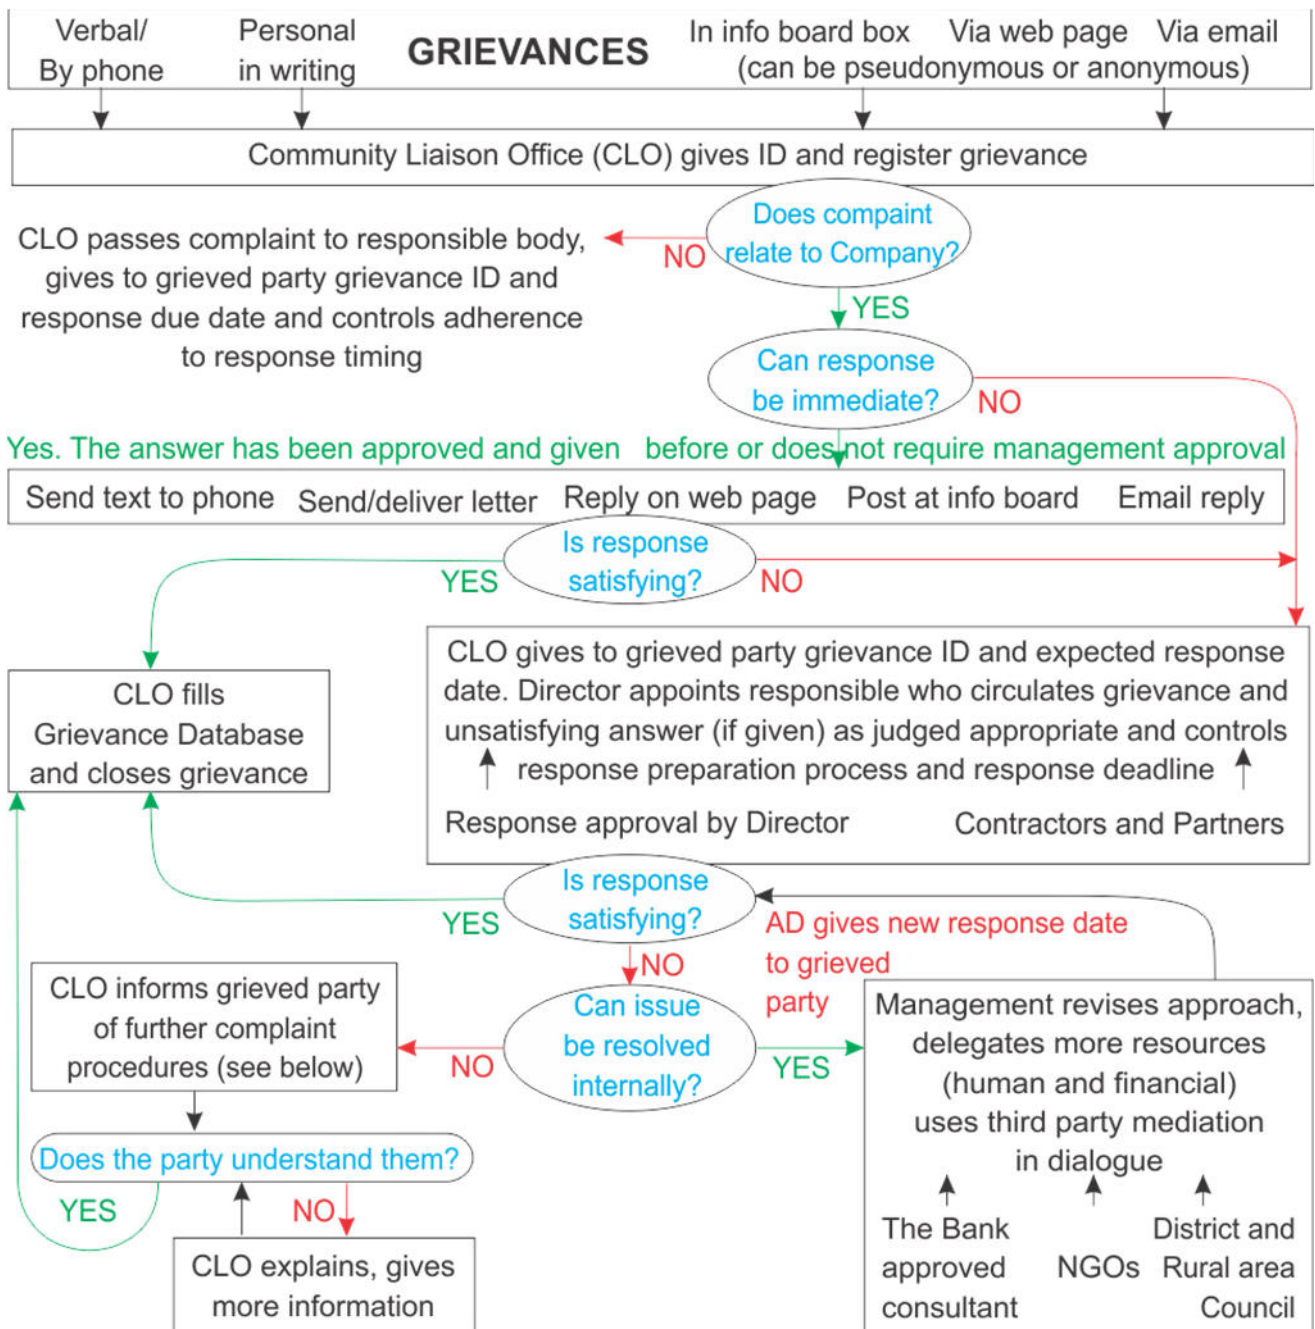 Verbal/
By phone
Personal
in writing
GRIEVANCES
In info board box
Via web page
Via email
(can be pseudonymous or anonymous)
Community Liaison Office (CLO) gives ID and register grievance
Does compaint
relate to Company?
NO
CLO passes complaint to responsible body,
gives to grieved party grievance ID and
response due date and controls adherence
to response timing
YES
Can response
be immediate?
NO
Yes. The answer has been approved and given before or does not require management approval
Send text to phone
Send/deliver letter
Reply on web page
Post at info board
Email reply
Is response
satisfying?
YES
NO
CLO fills
Grievance Database
and closes grievance
CLO gives to grieved party grievance ID and expected response
date. Director appoints responsible who circulates grievance and
unsatisfying answer (if given) as judged appropriate and controls
response preparation process and response deadline
Response approval by Director
Contractors and Partners
Is response
satisfying?
YES
NO
AD gives new response date
to grieved
party
CLO informs grieved party
of further complaint
procedures (see below)
Can issue
be resolved
internally?
NO
YES
Management revises approach,
delegates more resources
(human and financial)
uses third party mediation
in dialogue
Does the party understand them?
YES
NO
CLO explains, gives
more information
The Bank
approved
consultant
NGOs
District and
Rural area
Council